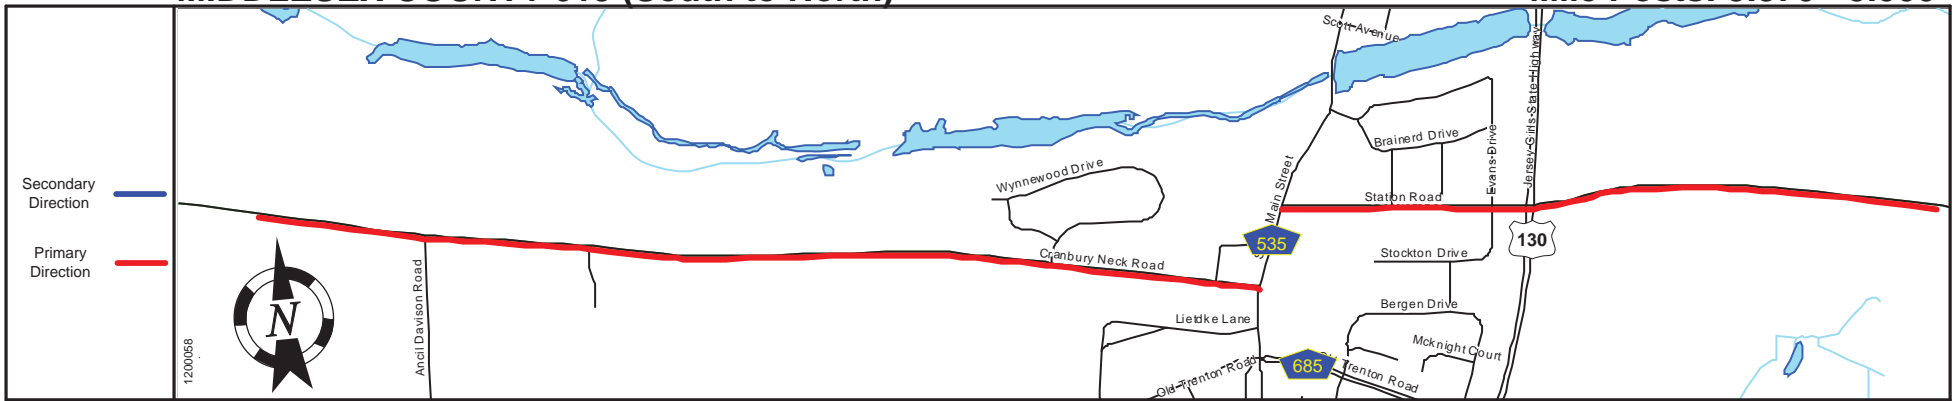 Scott Avenue
Jersey Girls State Highway
Brainerd Drive
Evans Drive
Wynnewood Drive
Main Street
Station Road
Secondary
Direction
Primary
Direction
535
130
Stockton Drive
Cranbury Neck Road
Ancil Davison Road
N
Bergen Drive
Lietdke Lane
Mcknight Court
1200058
685
Old Trenton Road
Trenton Road